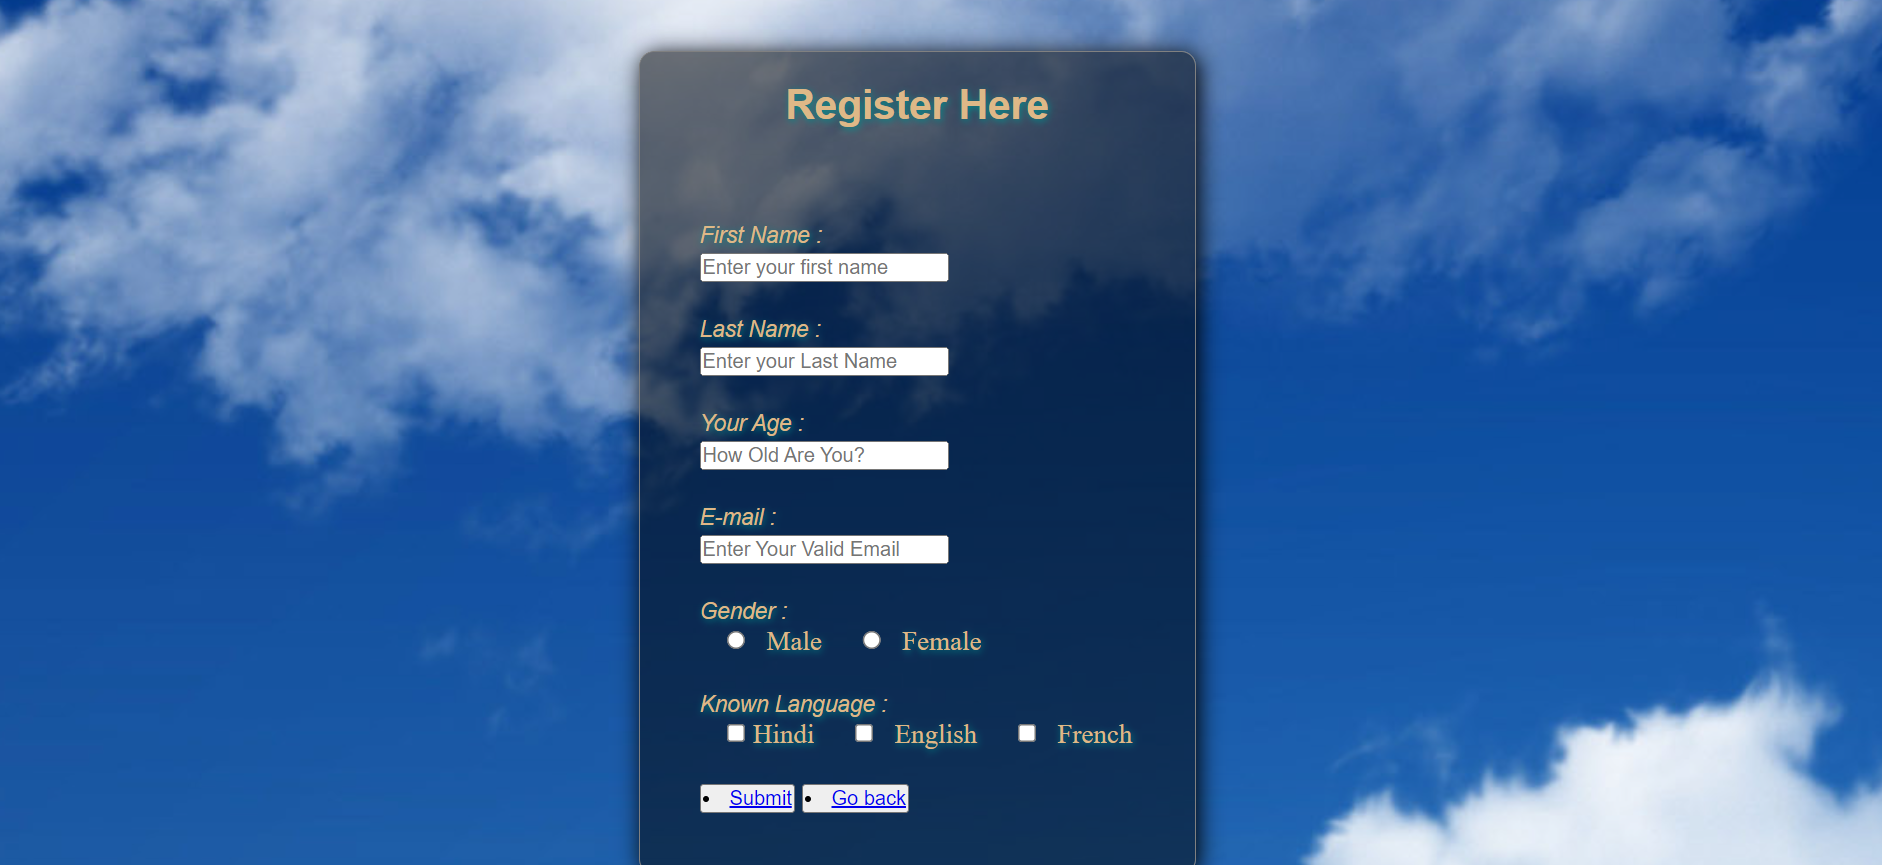 Register Here
First Name :
Enter your first name
Last Name :
Enter your Last Name
Your Age :
How Old Are You?
E-mail :
Enter Your Valid Email
Gender :
Male Female
Known Language :
Hindi English French
• Submit • Go back